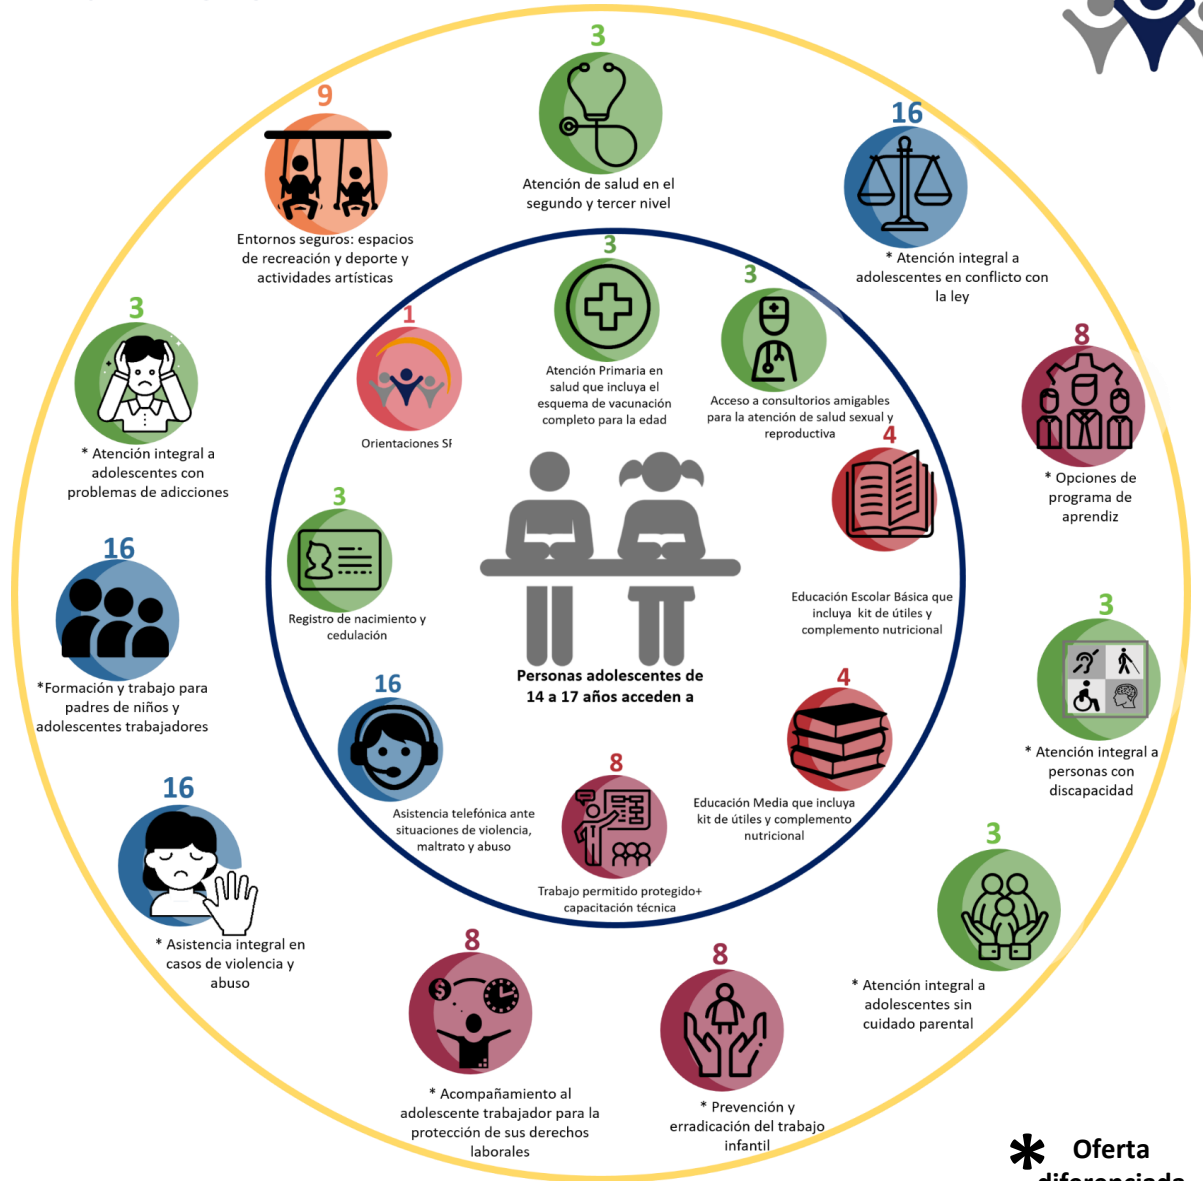 3
Atención de salud en el
segundo y tercer nivel
9
Entornos seguros: espacios
de recreación y deporte y
actividades artísticas
16
* Atención integral a
adolescentes en conflicto con
la ley
3
Atención Primaria en
salud que incluya el
esquema de vacunación
completo para la edad
3
Acceso a consultorios amigables
para la atención de salud sexual y
reproductiva
1
Orientaciones SF
3
* Atención integral a
adolescentes con
problemas de adicciones
8
* Opciones de
programa de
aprendiz
4
Educación Escolar Básica que
incluya kit de útiles y
complemento nutricional
3
Registro de nacimiento y
cedulación
16
*Formación y trabajo para
padres de niños y
adolescentes trabajadores
Personas adolescentes de
14 a 17 años acceden a
3
* Atención integral a
personas con
discapacidad
16
Asistencia telefónica ante
situaciones de violencia,
maltrato y abuso
8
$
Trabajo permitido protegido+
capacitación técnica
4
Educación Media que incluya
kit de útiles y complemento
nutricional
16
* Asistencia integral en
casos de violencia y
abuso
3
* Atención integral a
adolescentes sin
cuidado parental
8
* Acompañamiento al
adolescente trabajador para la
protección de sus derechos
laborales
8
* Prevención y
erradicación del trabajo
infantil
* Oferta
diferenciada